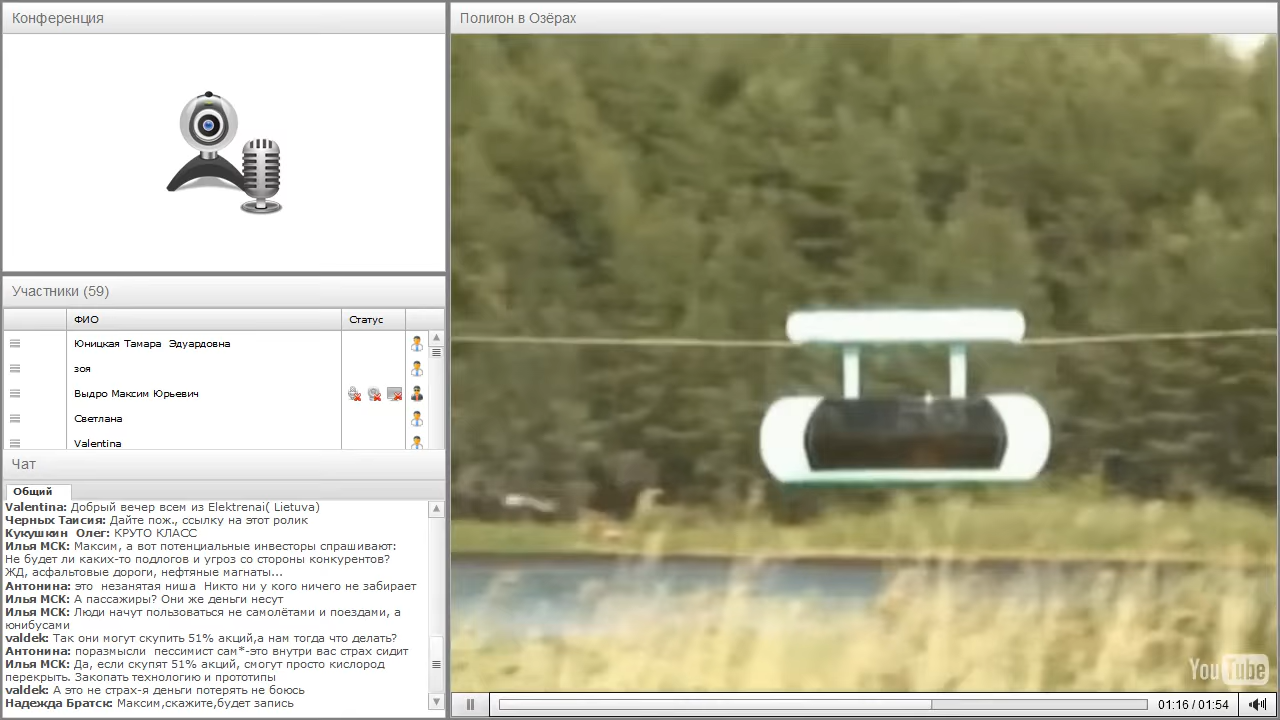 Конференция
Полигон в Озёрах
Участники (59)
ФИО
Статус
Юницкая Тамара Эдуардовна
зоя
Выдро Максим Юрьевич
Светлана
Valentina
Чат
Общий
Valentina: Добрый вечер всем из Elektrenai( Lietuva)
Черных Таисия: Дайте пож., ссылку на этот ролик
Кукушкин Олег: КРУТО КЛАСС
Илья МСК: Максим, а вот потенциальные инвесторы спрашивают:
Не будет ли каких-то подлогов и угроз со стороны конкурентов?
ЖД, асфальтовые дороги, нефтяные магнаты...
Антонина: это незанятая ниша Никто ни у кого ничего не забирает
Илья МСК: А пассажиры? Они же деньги несут
Илья МСК: Люди начут пользоваться не самолётами и поездами, а
юнибусами
valdek: Так они могут скупить 51% акций,а нам тогда что делать?
Антонина: поразмысли пессимист сам*-это внутри вас страх сидит
Илья МСК: Да, если скупят 51% акций, смогут просто кислород
перекрыть. Закопать технологию и прототипы
valdek: А это не страх-я деньги потерять не боюсь
Надежда Братск: Максим,скажите,будет запись
YouTube
01:16 / 01:54